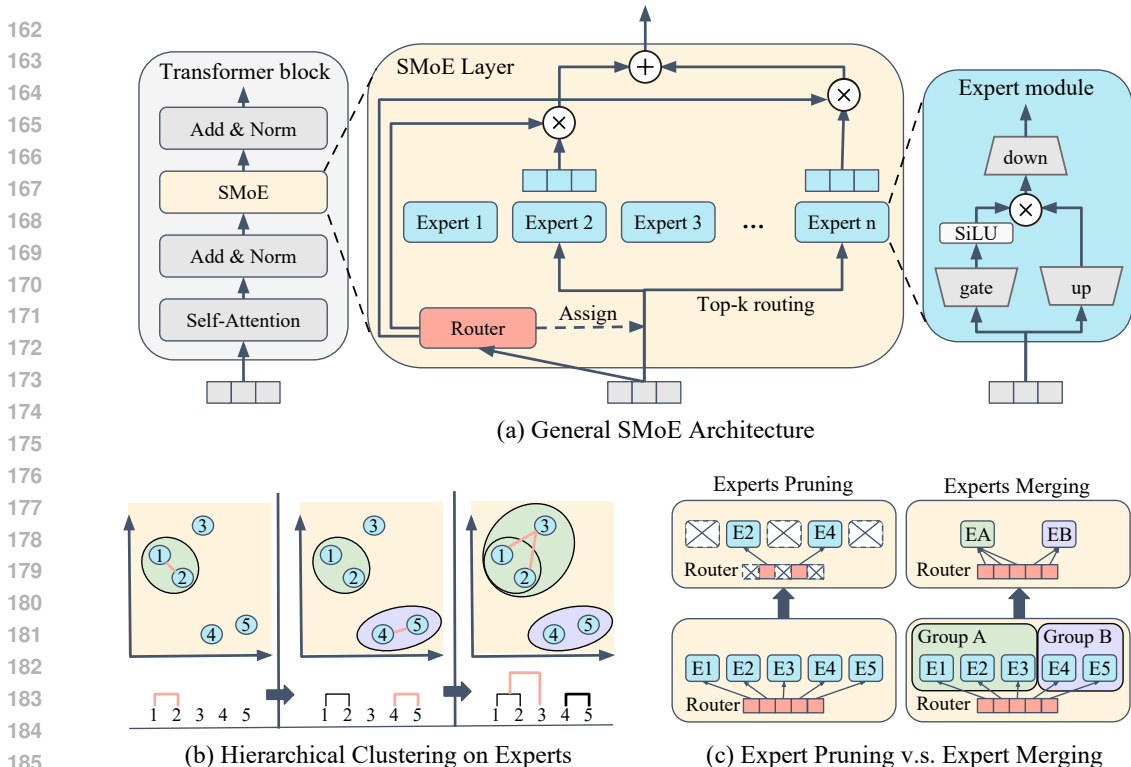 162
163
164
165
166
167
168
169
170
171
172
173
174
175
176
177
178
179
180
181
182
183
184
185
Transformer block
Add & Norm
SMoE
Add & Norm
Self-Attention
SMoE Layer
+
×
×
Expert 1 Expert 2 Expert 3 ... Expert n
Top-k routing
Assign
Router
Expert module
down
×
SiLU
gate up
(a) General SMoE Architecture
3
1
2
4 5
1 2 3 4 5
3
1
2
4 5
1 2 3 4 5
3
1
2
4 5
1 2 3 4 5
(b) Hierarchical Clustering on Experts
Experts Pruning
E2 E4
Router
E1 E2 E3 E4 E5
Router
Experts Merging
EA EB
Router
Group A Group B
E1 E2 E3 E4 E5
Router
(c) Expert Pruning v.s. Expert Merging